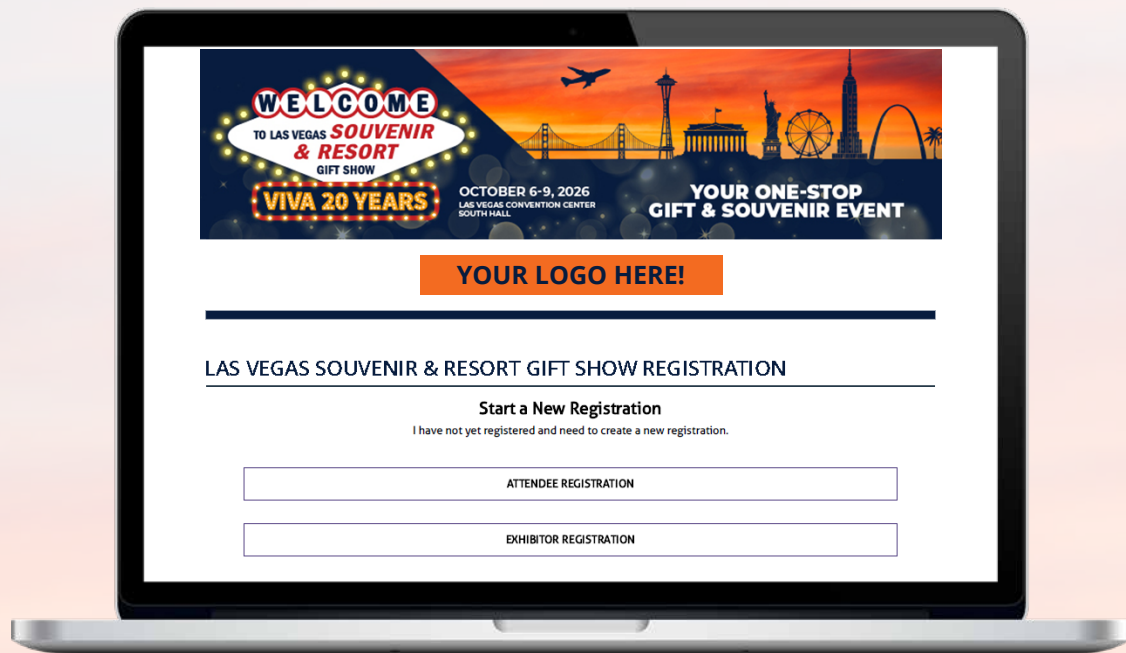 WELCOME
TO LAS VEGAS SOUVENIR
& RESORT
GIFT SHOW
VIVA 20 YEARS
OCTOBER 6-9, 2026
LAS VEGAS CONVENTION CENTER
SOUTH HALL
YOUR ONE-STOP
GIFT & SOUVENIR EVENT
YOUR LOGO HERE!
LAS VEGAS SOUVENIR & RESORT GIFT SHOW REGISTRATION
Start a New Registration
I have not yet registered and need to create a new registration.
ATTENDEE REGISTRATION
EXHIBITOR REGISTRATION